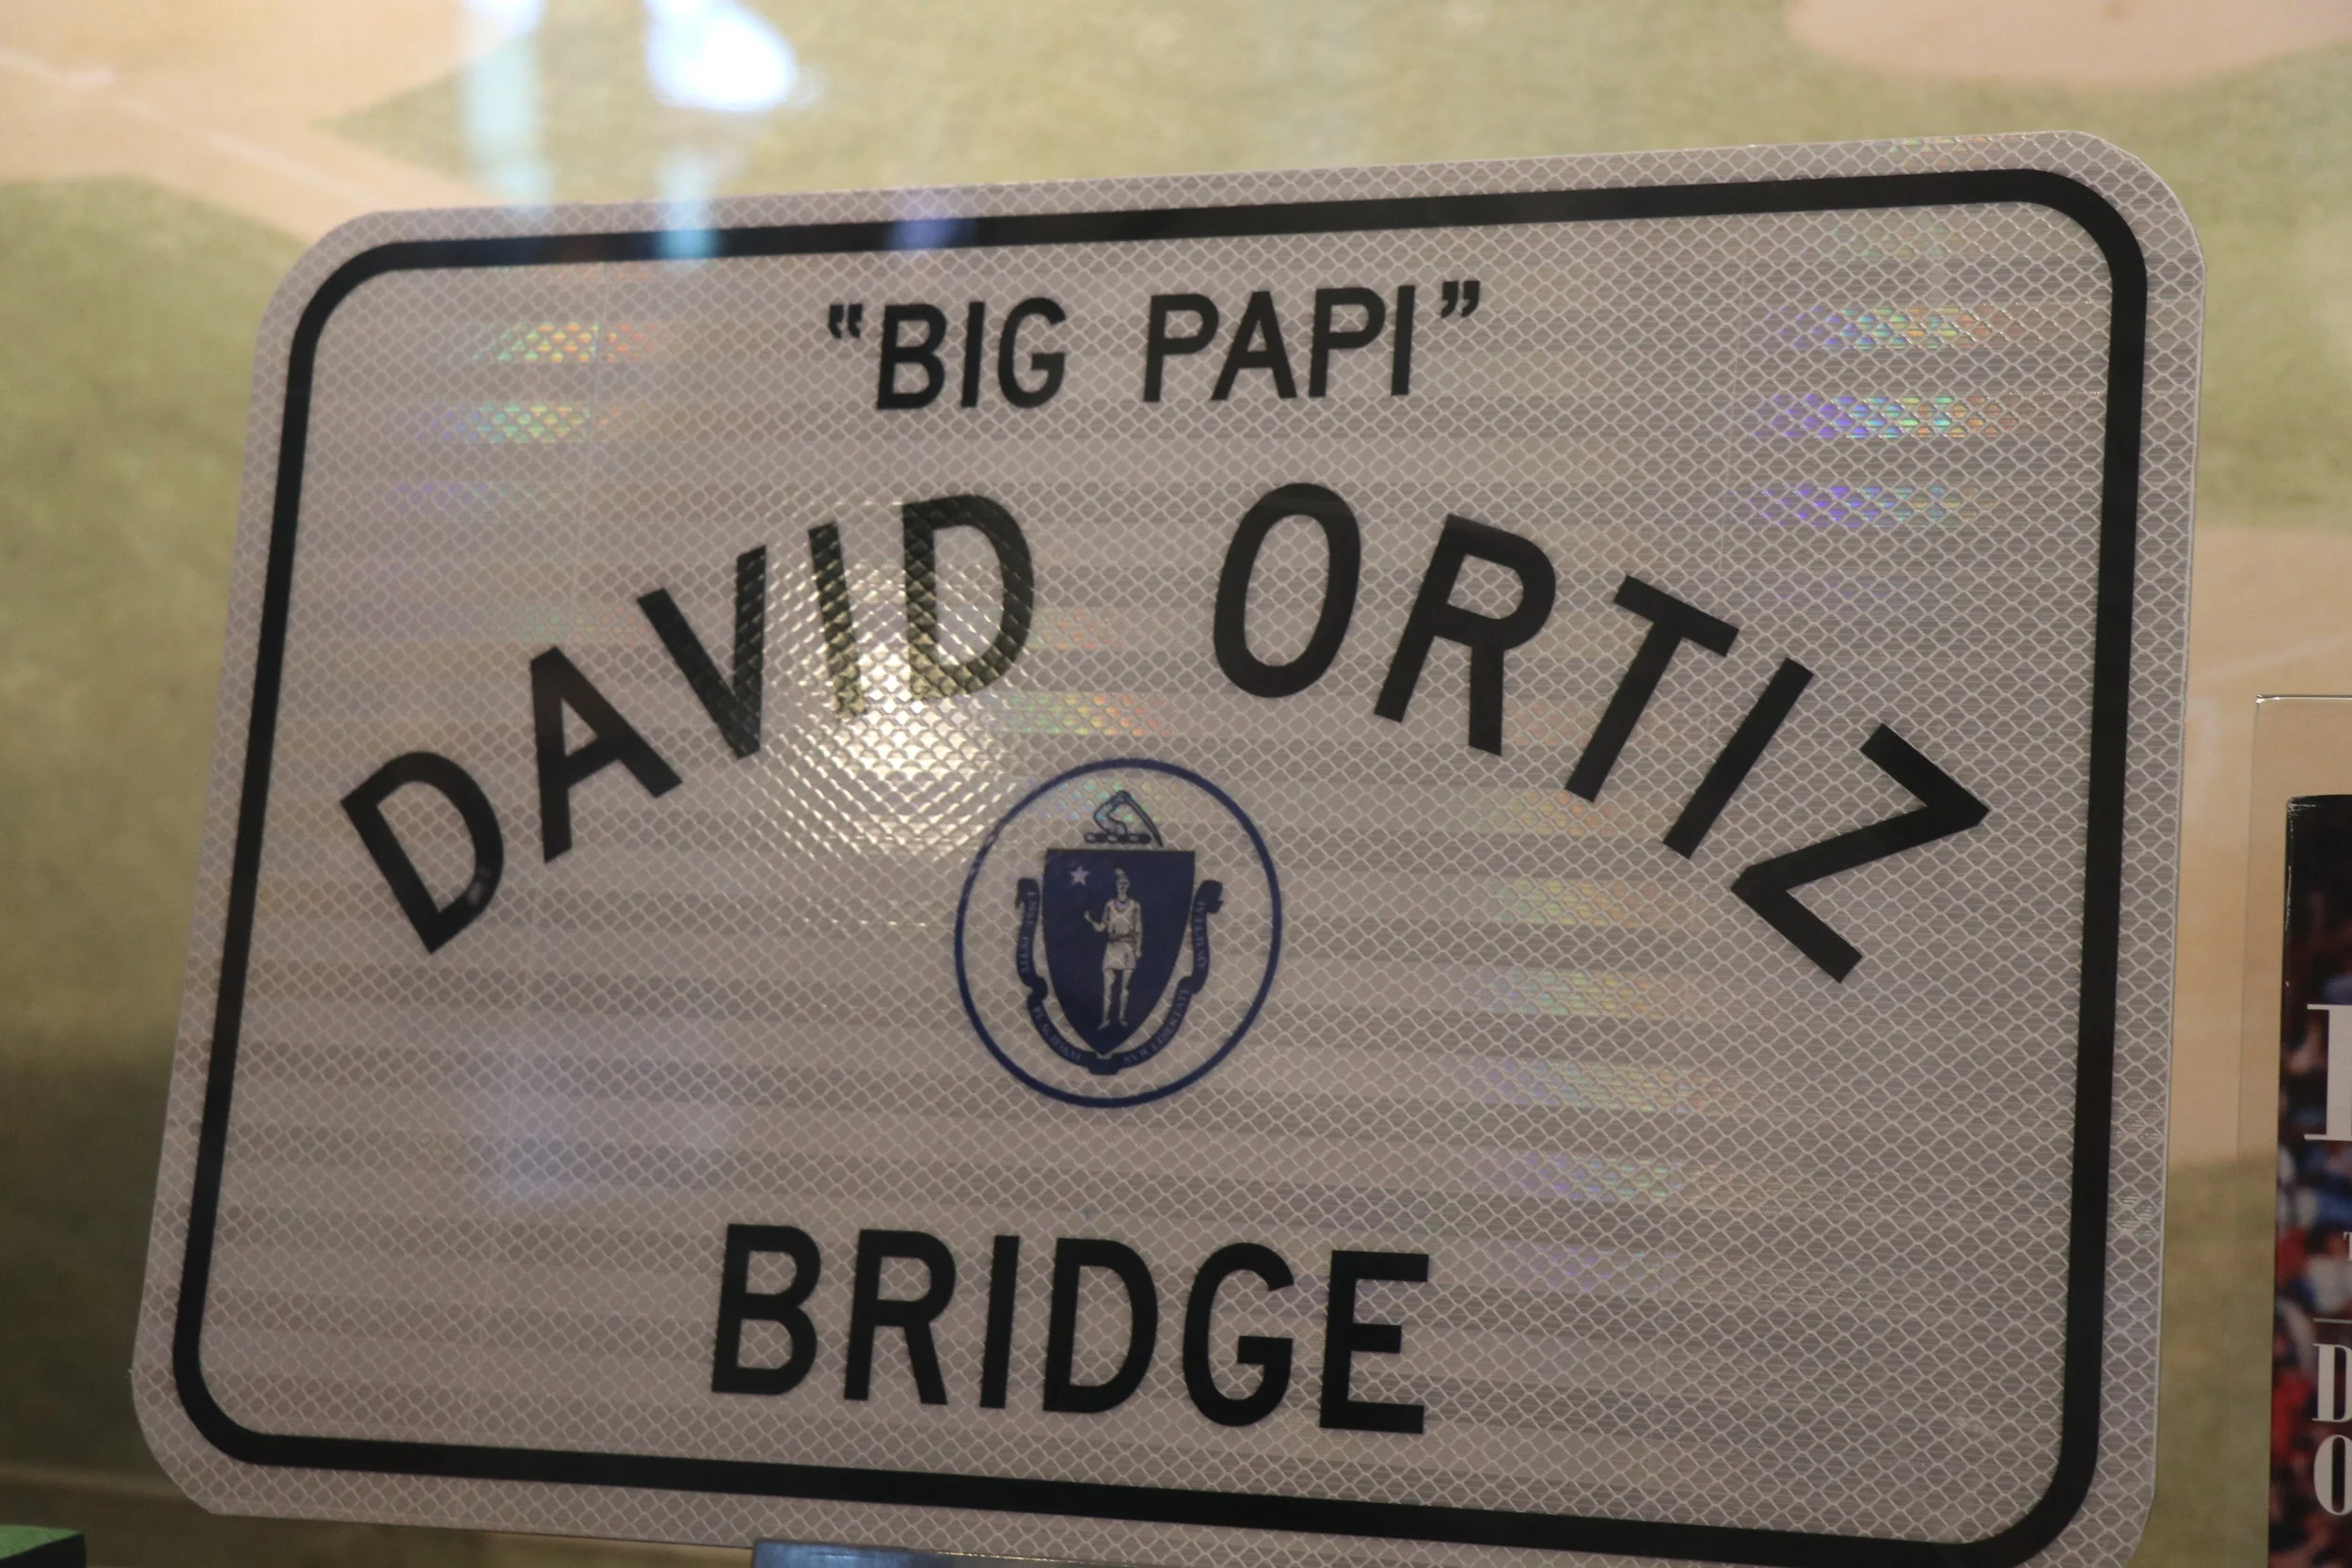 “BIG PAPI”
DAVID ORTIZ
BRIDGE